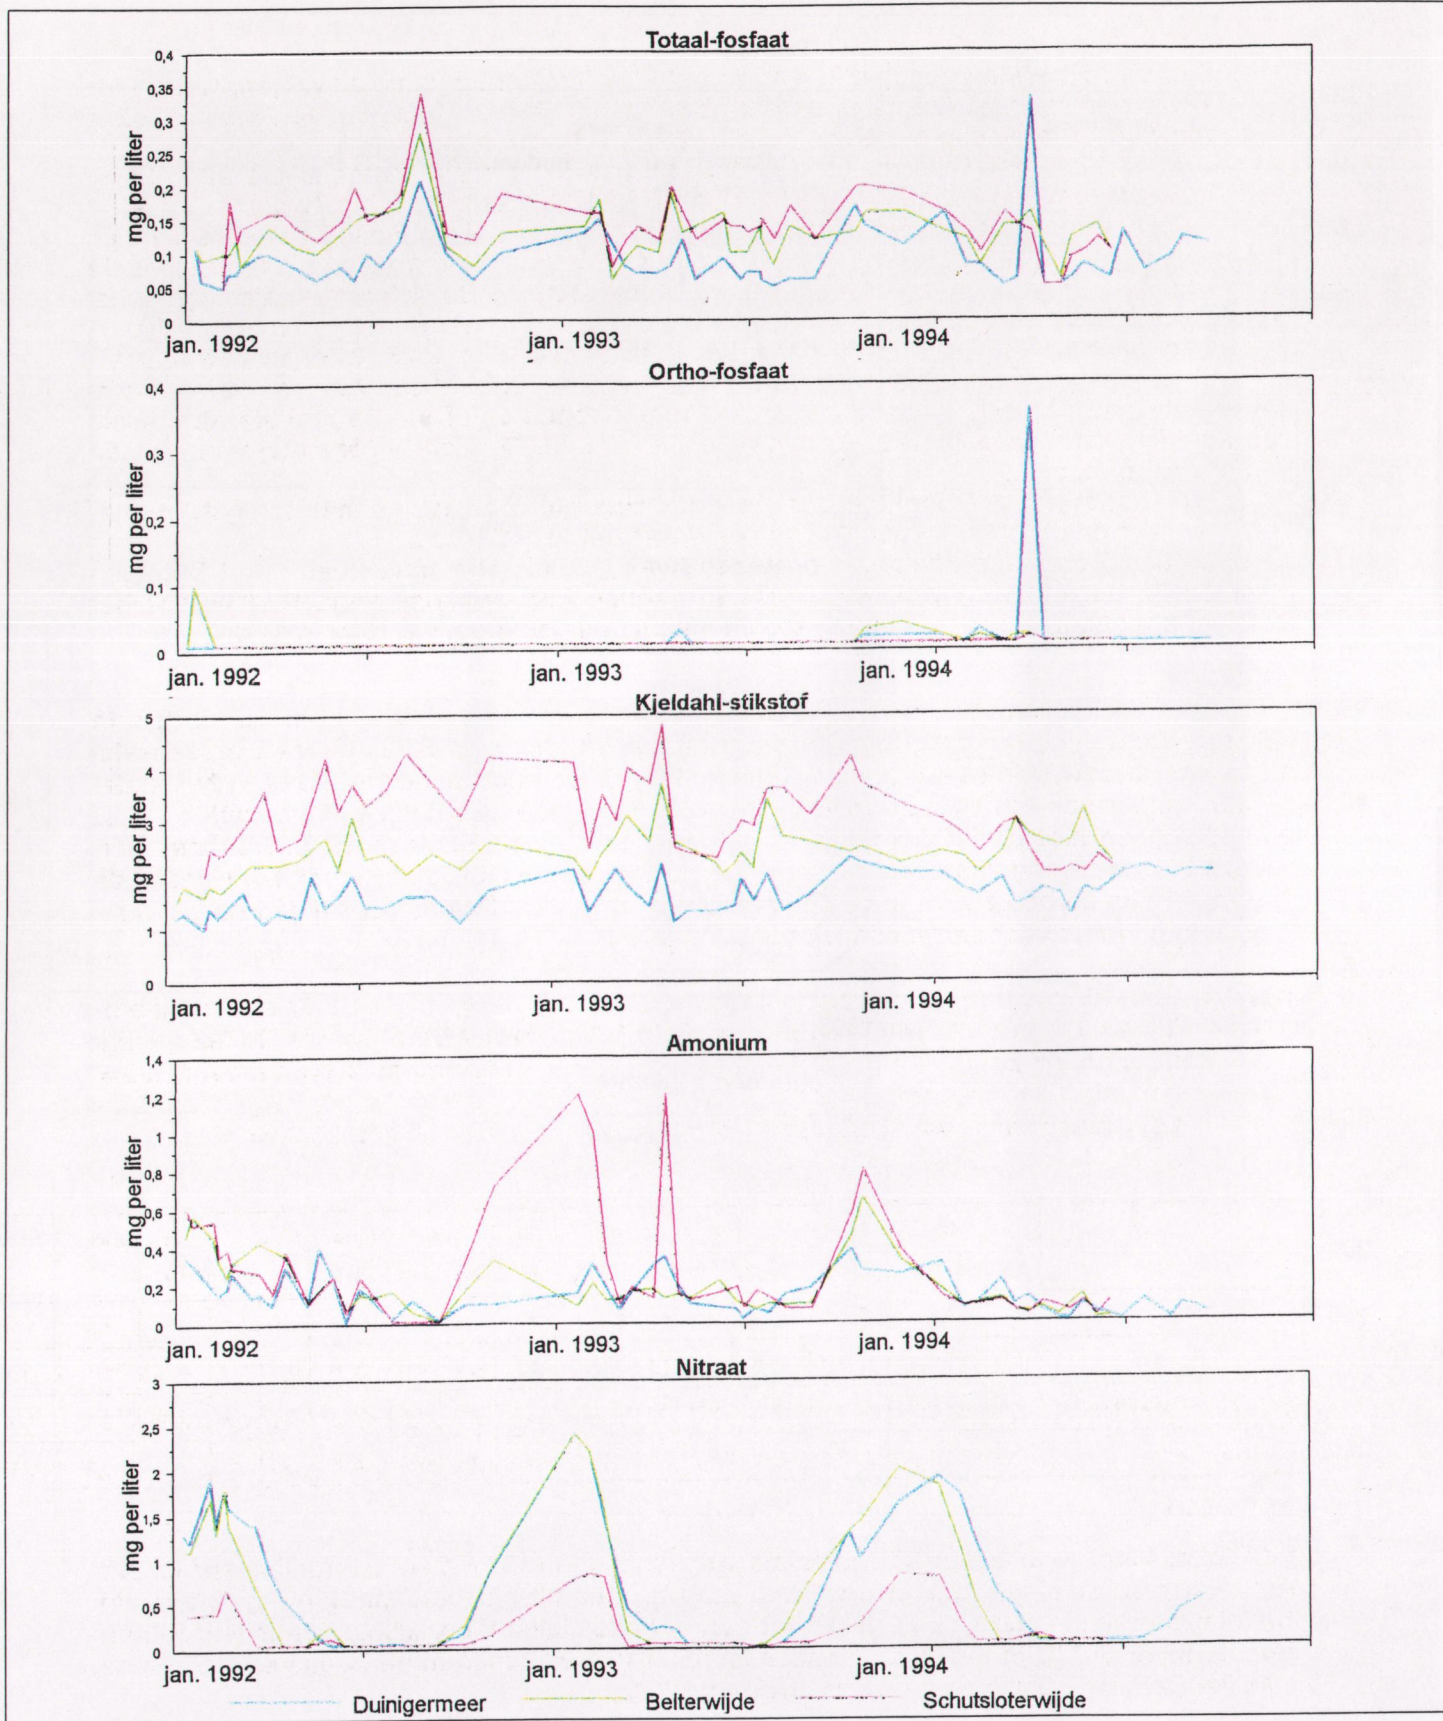 Totaal-fosfaat
mg per liter
0,4
0,35
0,3
0,25
0,2
0,15
0,1
0,05
0
jan. 1992
jan. 1993
jan. 1994
Ortho-fosfaat
mg per liter
0,4
0,3
0,2
0,1
0
jan. 1992
jan. 1993
jan. 1994
Kjeldahl-stikstof
mg per liter
5
4
3
2
1
0
jan. 1992
jan. 1993
jan. 1994
Amonium
mg per liter
1,4
1,2
1
0,8
0,6
0,4
0,2
0
jan. 1992
jan. 1993
jan. 1994
Nitraat
mg per liter
3
2,5
2
1,5
1
0,5
0
jan. 1992
jan. 1993
jan. 1994
Duinigermeer Belterwijde Schutsloterwijde